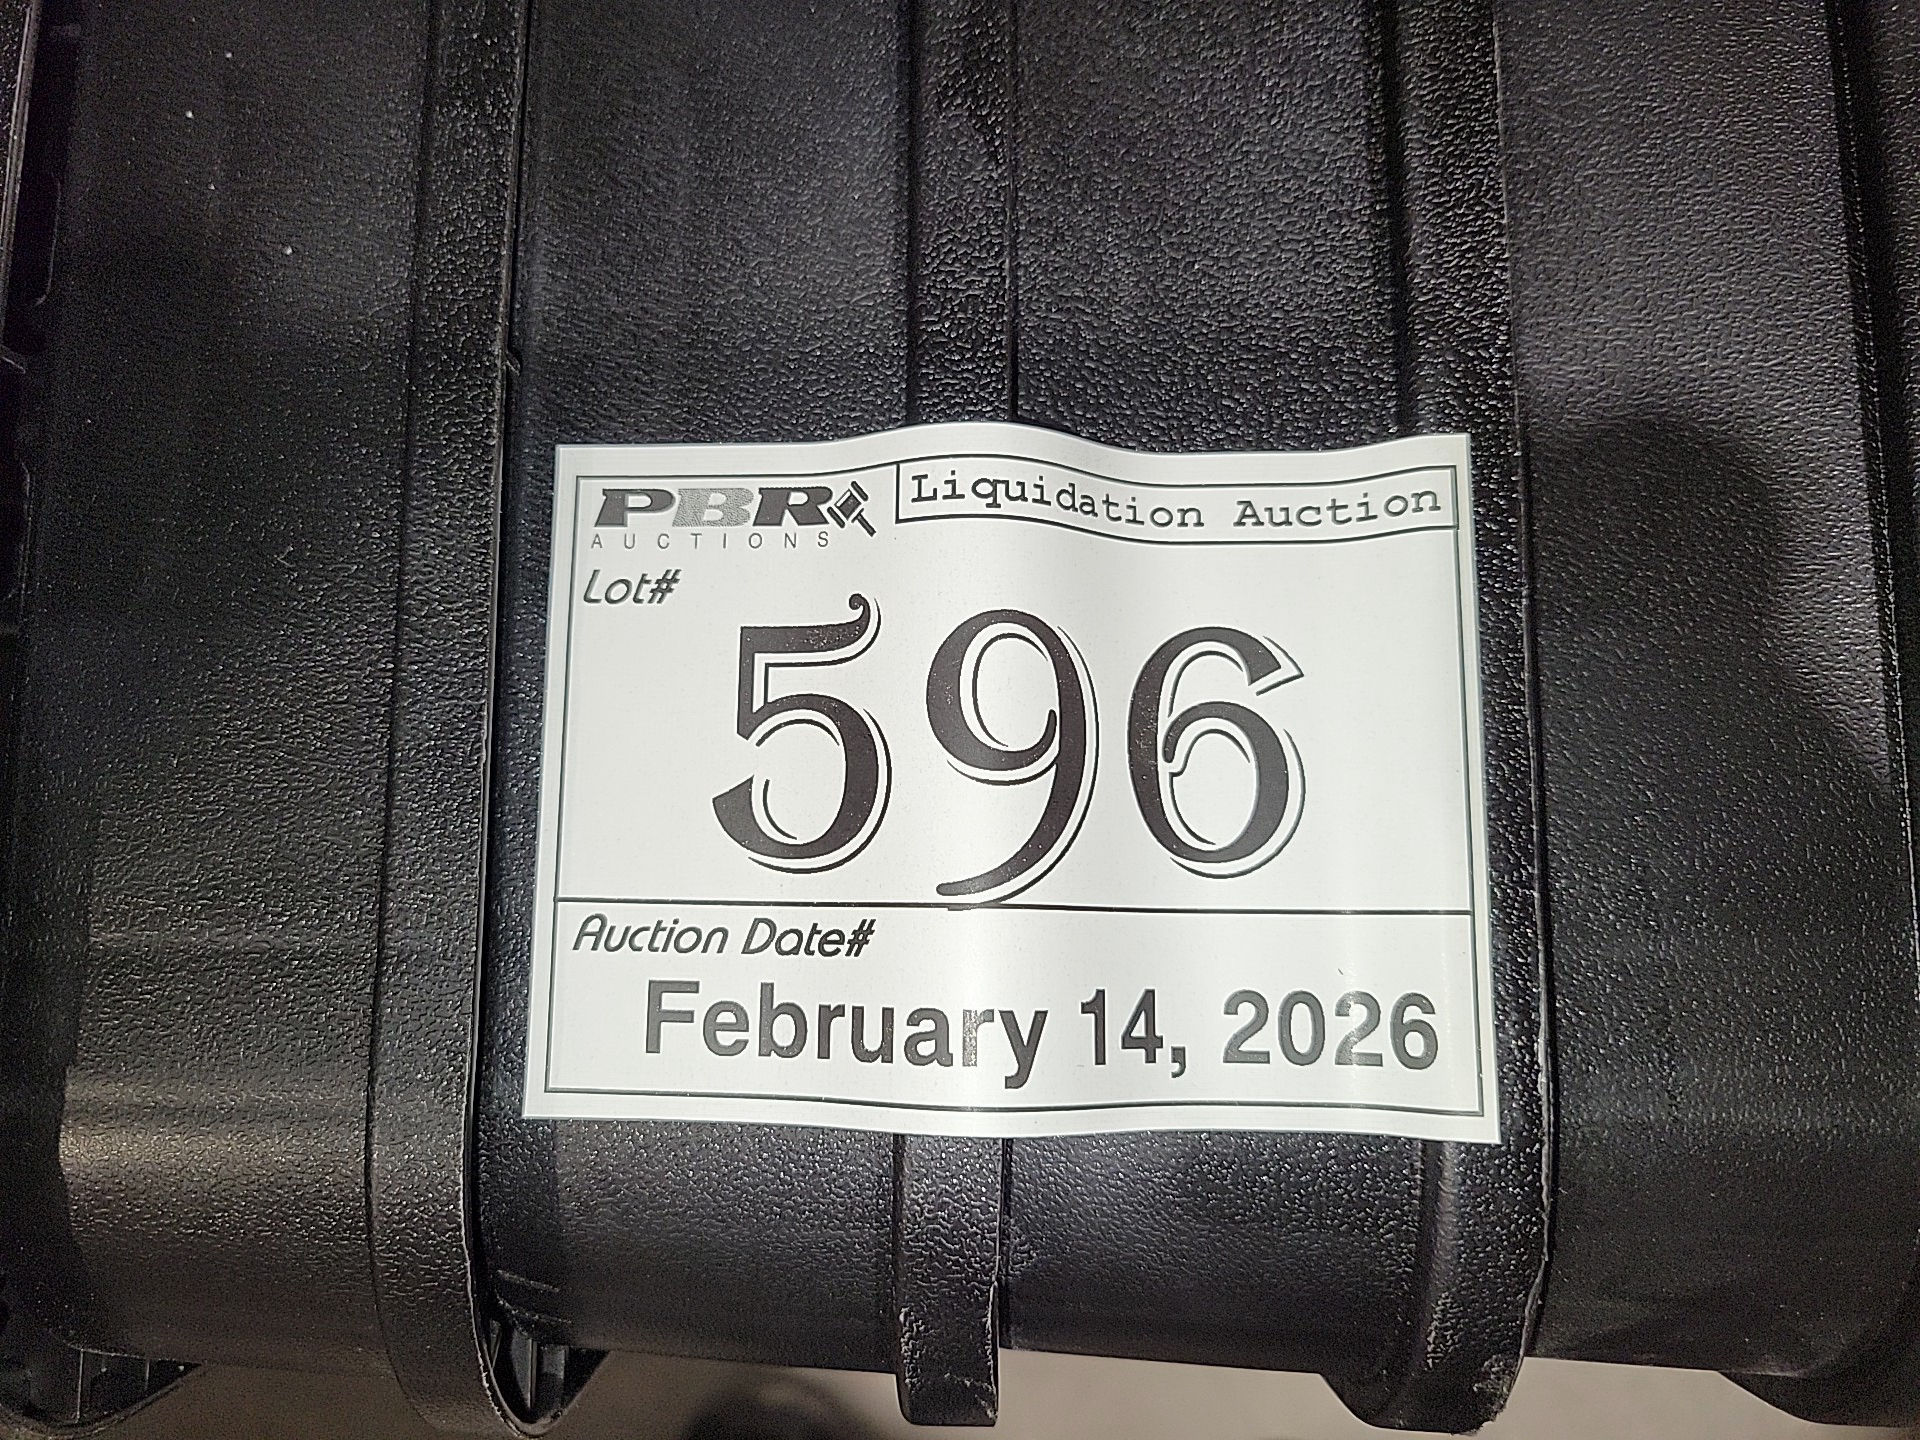 PBR
AUCTIONS
Liquidation Auction
Lot#
596
Auction Date#
February 14, 2026